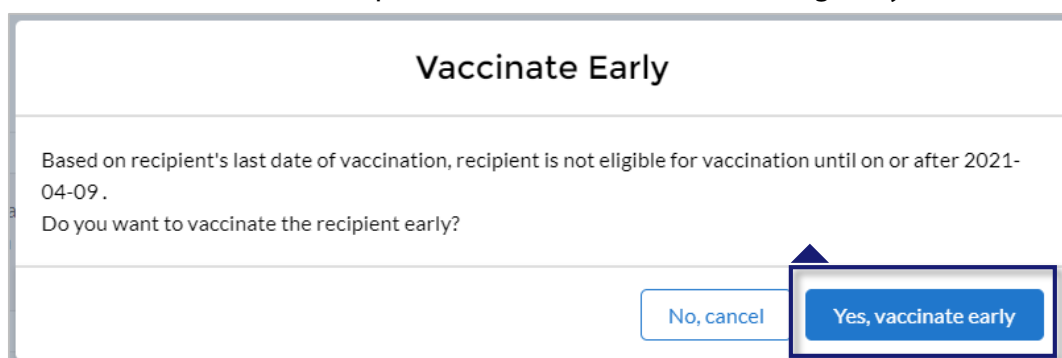 Vaccinate Early
Based on recipient's last date of vaccination, recipient is not eligible for vaccination until on or after 2021-
04-09.
Do you want to vaccinate the recipient early?
No, cancel
Yes, vaccinate early